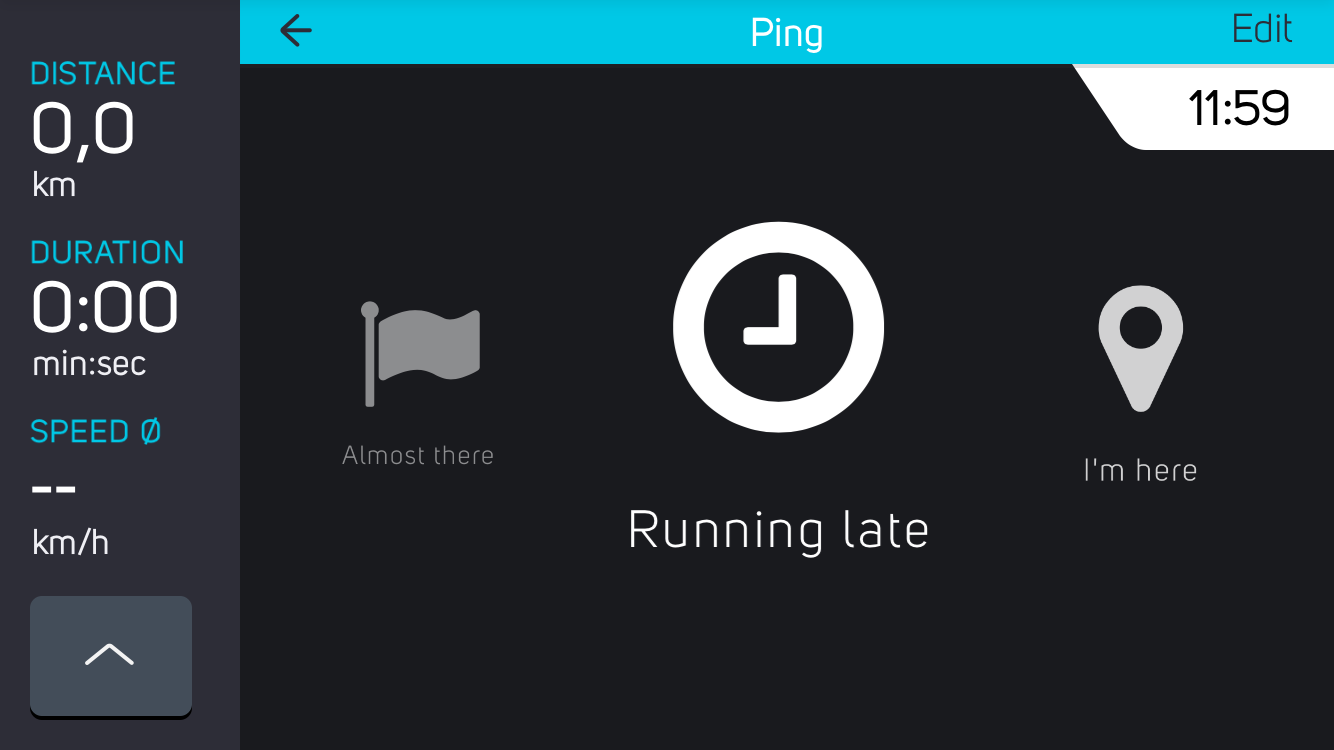 Ping
Edit
11:59
DISTANCE
0,0
km
DURATION
0:00
min:sec
SPEED Ø
--
km/h
Almost there
Running late
I'm here